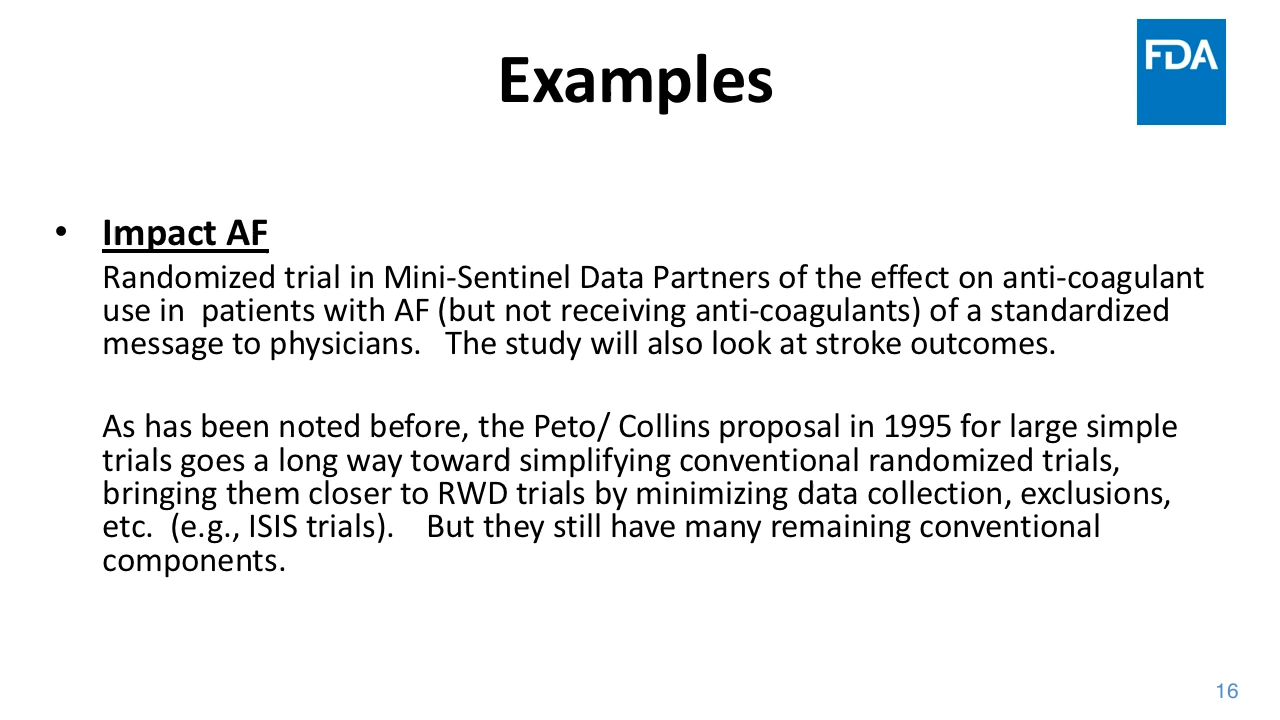 Examples
FDA
• Impact AF
Randomized trial in Mini-Sentinel Data Partners of the effect on anti-coagulant
use in  patients with AF (but not receiving anti-coagulants) of a standardized
message to physicians.   The study will also look at stroke outcomes.
As has been noted before, the Peto/ Collins proposal in 1995 for large simple
trials goes a long way toward simplifying conventional randomized trials,
bringing them closer to RWD trials by minimizing data collection, exclusions,
etc.  (e.g., ISIS trials).    But they still have many remaining conventional
components.
16